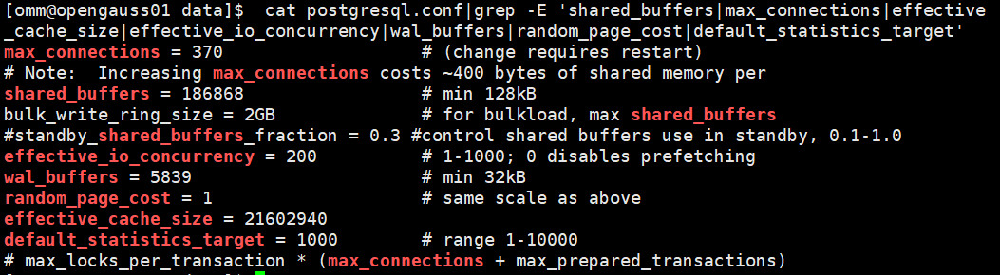 [omm@opengauss01 data]$  cat postgresql.conf|grep -E 'shared_buffers|max_connections|effective
_cache_size|effective_io_concurrency|wal_buffers|random_page_cost|default_statistics_target'
max_connections = 370                   # (change requires restart)
# Note:  Increasing max_connections costs ~400 bytes of shared memory per
shared_buffers = 186868                 # min 128kB
bulk_write_ring_size = 2GB              # for bulkload, max shared_buffers
#standby_shared_buffers_fraction = 0.3 #control shared buffers use in standby, 0.1-1.0
effective_io_concurrency = 200          # 1-1000; 0 disables prefetching
wal_buffers = 5839                      # min 32kB
random_page_cost = 1                    # same scale as above
effective_cache_size = 21602940
default_statistics_target = 1000        # range 1-10000
# max_locks_per_transaction * (max_connections + max_prepared_transactions)